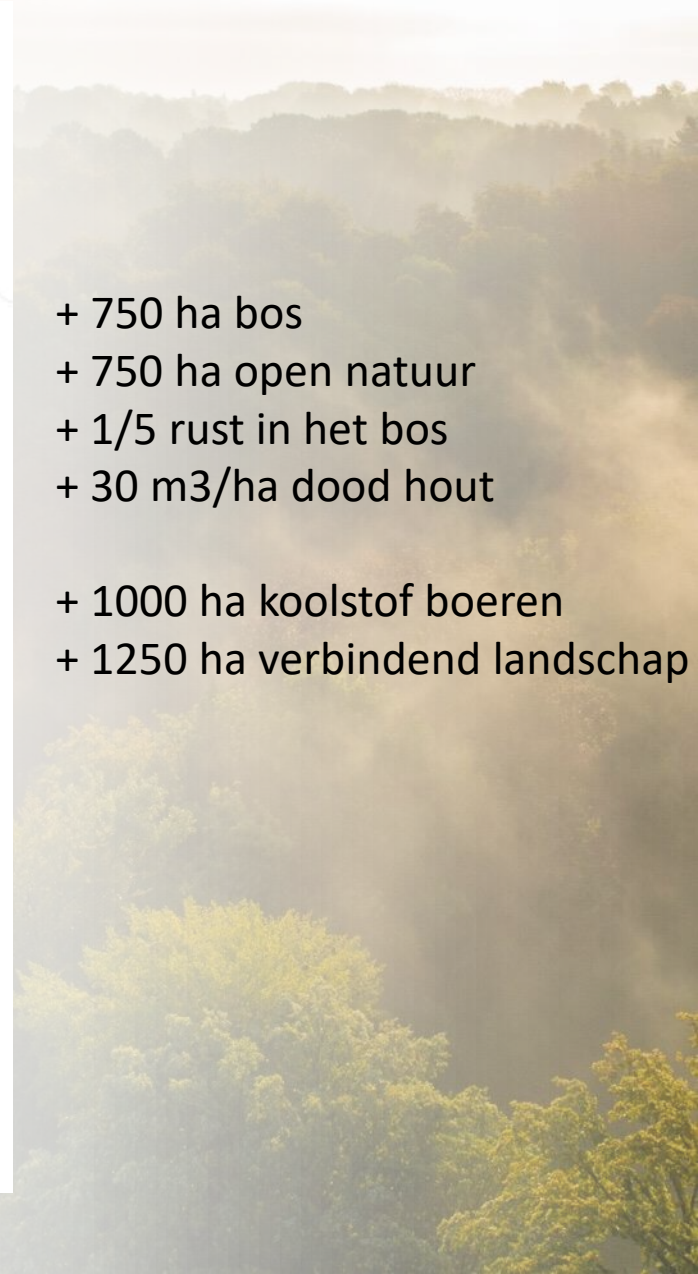 + 750 ha bos
+ 750 ha open natuur
+ 1/5 rust in het bos
+ 30 m3/ha dood hout
+ 1000 ha koolstof boeren
+ 1250 ha verbindend landschap